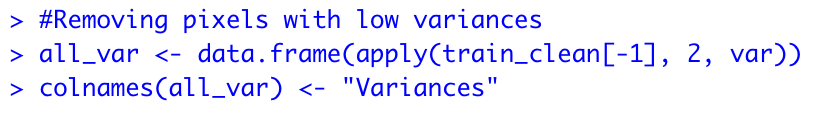 > #Removing pixels with low variances
> all_var <- data.frame(apply(train_clean[-1], 2, var))
> colnames(all_var) <- "Variances"